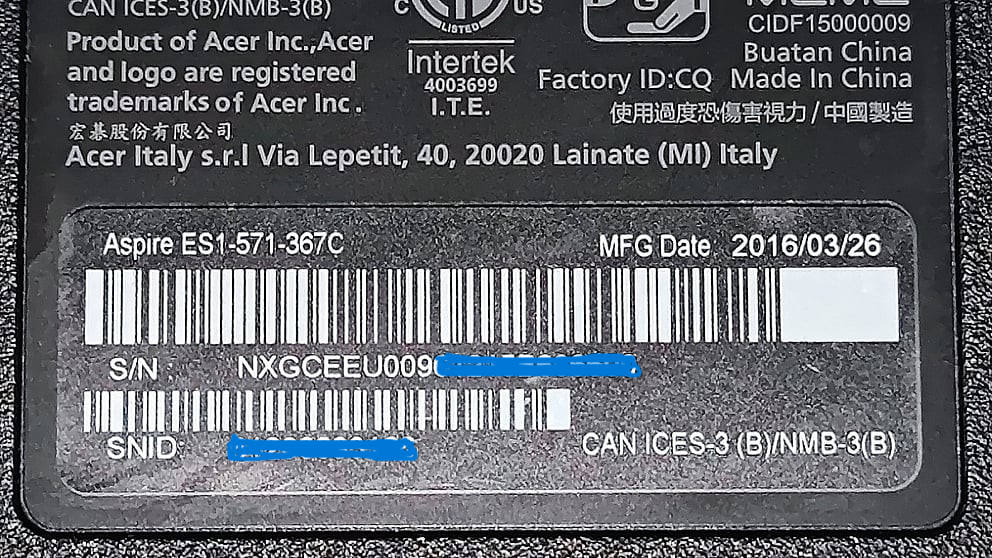 CAN ICES-3(B)/NMB-3(B)
Product of Acer Inc.,Acer
and logo are registered
trademarks of Acer Inc.
宏碁股份有限公司
Acer Italy s.r.l Via Lepetit, 40, 20020 Lainate (MI) Italy
C US
LISTED
Intertek
4003699
I.T.E.
CIDF15000009
Buatan China
Factory ID:CQ Made In China
使用過度恐傷害視力/中國製造
Aspire ES1-571-367C MFG Date 2016/03/26
S/N: NXGCEEU009
SNID:
CAN ICES-3 (B)/NMB-3(B)